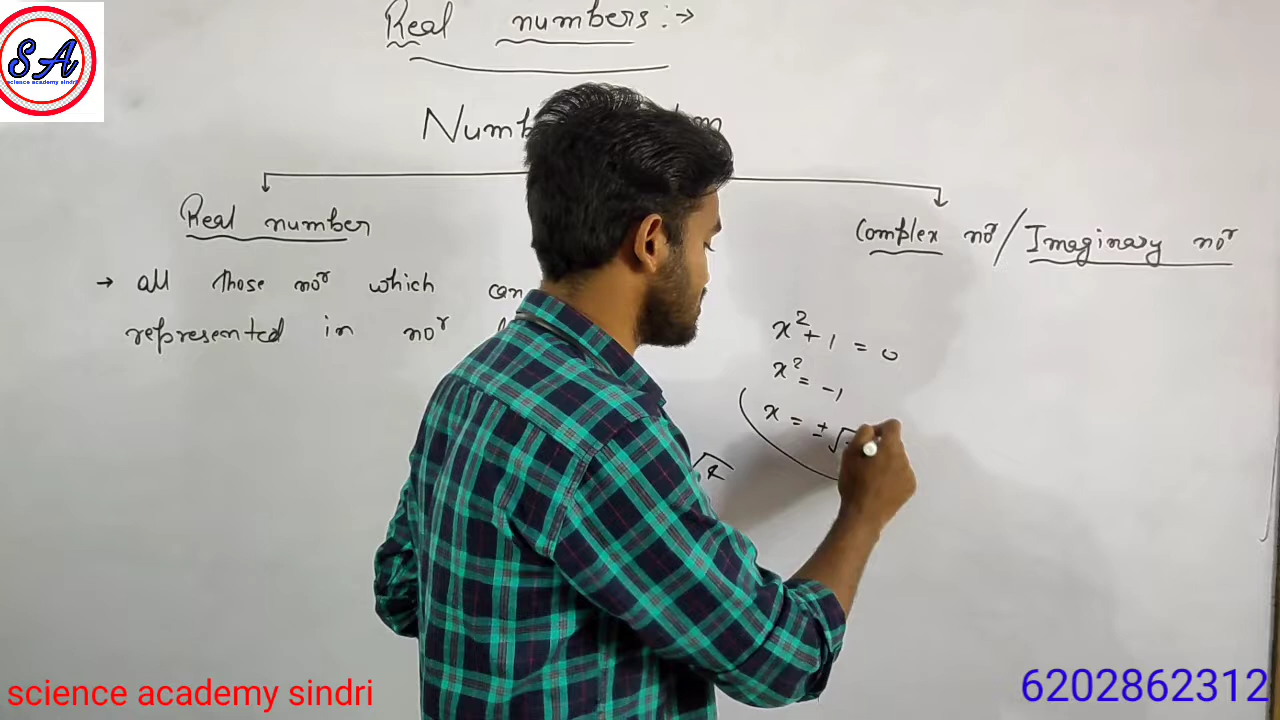 SA
science academy sindri
Real numbers :→
Num
Real number
Complex noʳ / Imaginary noʳ
→ all those noʳ which can
represented in noʳ
x² + 1 = 0
x² = -1
x = ±√
science academy sindri
6202862312